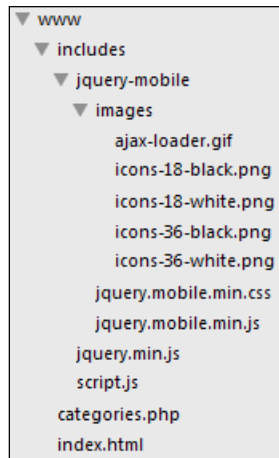 www
includes
jquery-mobile
images
ajax-loader.gif
icons-18-black.png
icons-18-white.png
icons-36-black.png
icons-36-white.png
jquery.mobile.min.css
jquery.mobile.min.js
jquery.min.js
script.js
categories.php
index.html